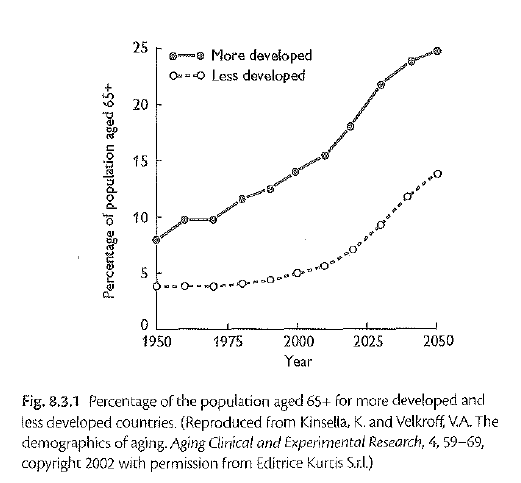 25
More developed
Less developed
20
15
10
5
0
Percentage of population aged 65+
1950 1975 2000 2025 2050
Year
Fig. 8.3.1 Percentage of the population aged 65+ for more developed and
less developed countries. (Reproduced from Kinsella, K. and Velkroff, V.A. The
demographics of aging. Aging Clinical and Experimental Research, 4, 59–69,
copyright 2002 with permission from Editrice Kurtis S.r.l.)